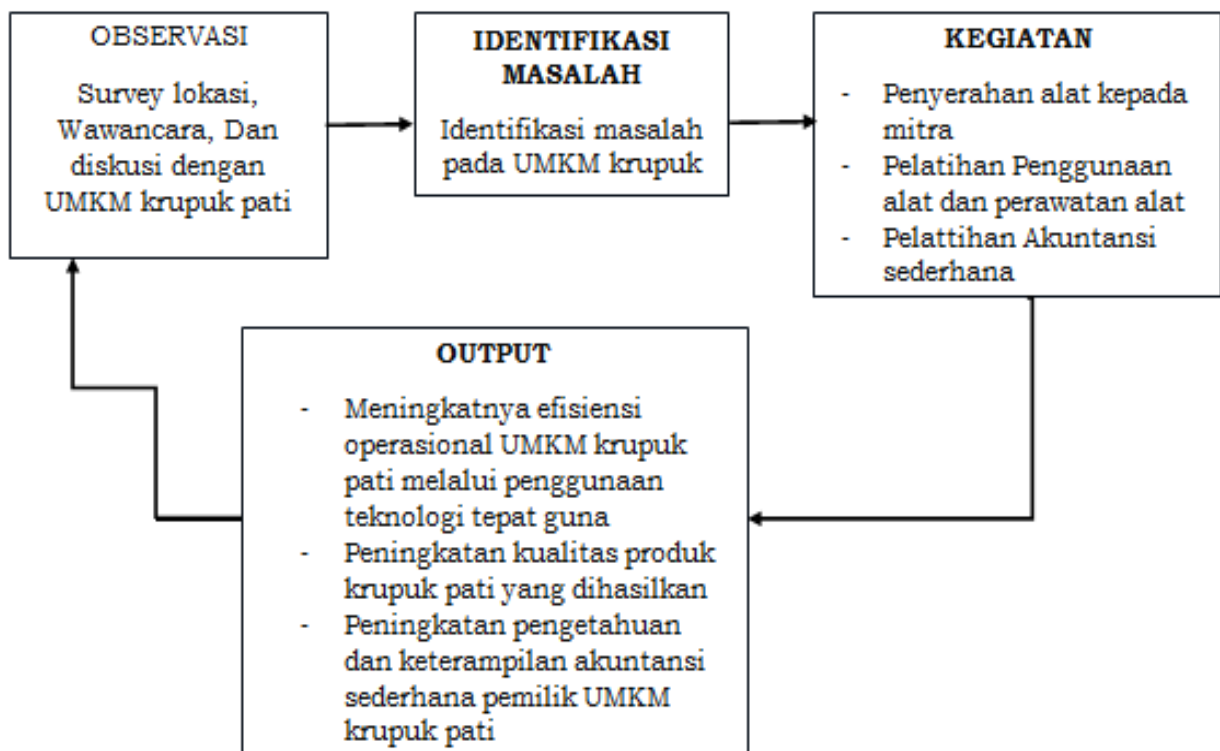 OBSERVASI
Survey lokasi,
Wawancara, Dan
diskusi dengan
UMKM krupuk pati
IDENTIFIKASI
MASALAH
Identifikasi masalah
pada UMKM krupuk
KEGIATAN
- Penyerahan alat kepada
mitra
- Pelatihan Penggunaan
alat dan perawatan alat
- Pelattihan Akuntansi
sederhana
OUTPUT
- Meningkatnya efisiensi
operasional UMKM krupuk
pati melalui penggunaan
teknologi tepat guna
- Peningkatan kualitas produk
krupuk pati yang dihasilkan
- Peningkatan pengetahuan
dan keterampilan akuntansi
sederhana pemilik UMKM
krupuk pati